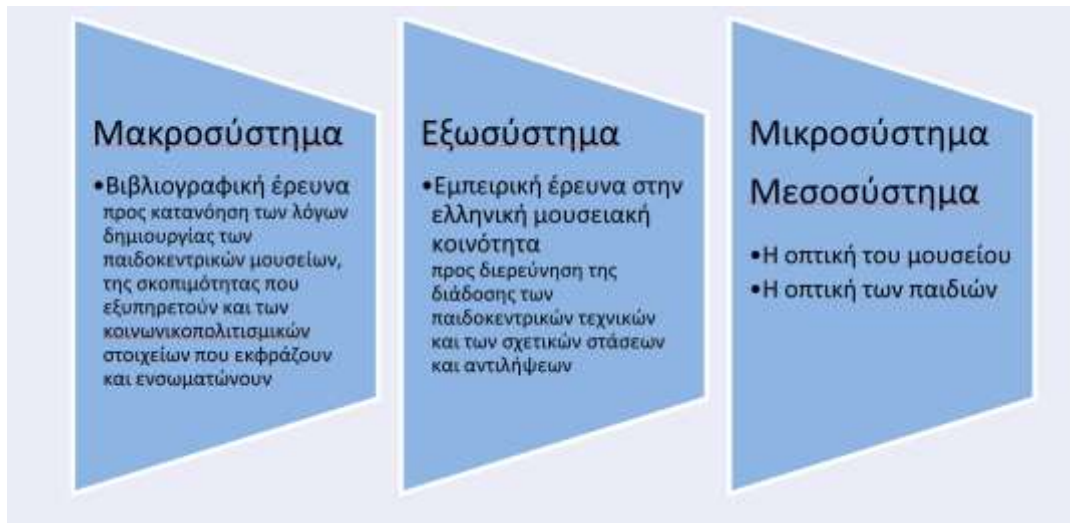 Μακροσύστημα
•Βιβλιογραφική έρευνα
προς κατανόηση των λόγων
δημιουργίας των
παιδοκεντρικών μουσείων,
της σκοπιμότητας που
εξυπηρετούν και των
κοινωνικοπολιτισμικών
στοιχείων που εκφράζουν
και ενσωματώνουν
Εξωσύστημα
•Εμπειρική έρευνα στην
ελληνική μουσειακή
κοινότητα
προς διερεύνηση της
διάδοσης των
παιδοκεντρικών τεχνικών
και των σχετικών στάσεων
και αντιλήψεων
Μικροσύστημα
Μεσοσύστημα
•Η οπτική του μουσείου
•Η οπτική των παιδιών